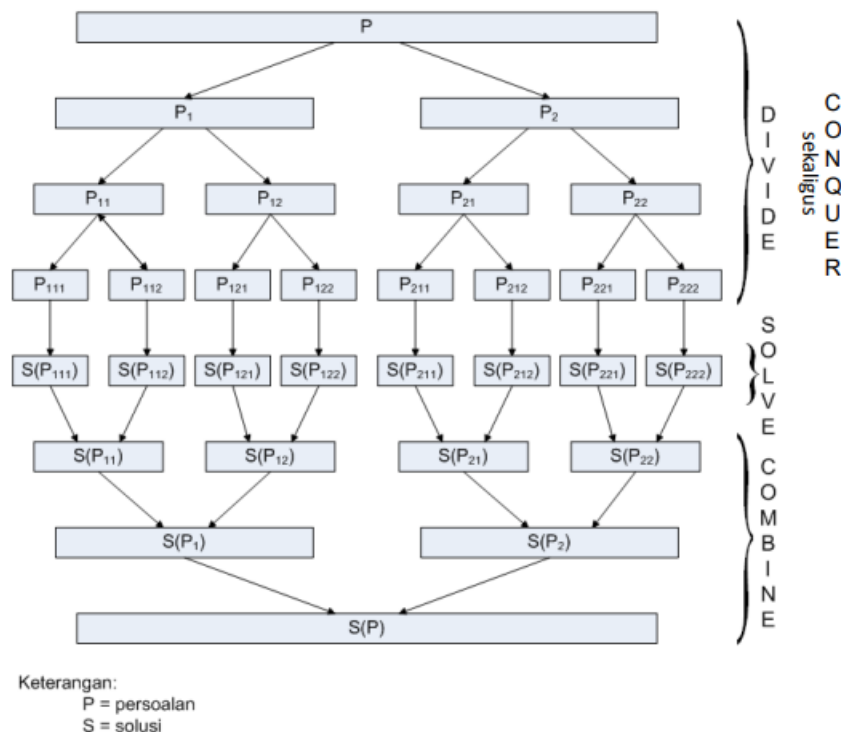 P
P₁ P₂
P₁₁ P₁₂ P₂₁ P₂₂
P₁₁₁ P₁₁₂ P₁₂₁ P₁₂₂ P₂₁₁ P₂₁₂ P₂₂₁ P₂₂₂
S(P₁₁₁) S(P₁₁₂) S(P₁₂₁) S(P₁₂₂) S(P₂₁₁) S(P₂₁₂) S(P₂₂₁) S(P₂₂₂)
S(P₁₁) S(P₁₂) S(P₂₁) S(P₂₂)
S(P₁) S(P₂)
S(P)
DIVIDE
sekaligus
CONQUER
SOLVE
COMBINE
Keterangan:
P = persoalan
S = solusi